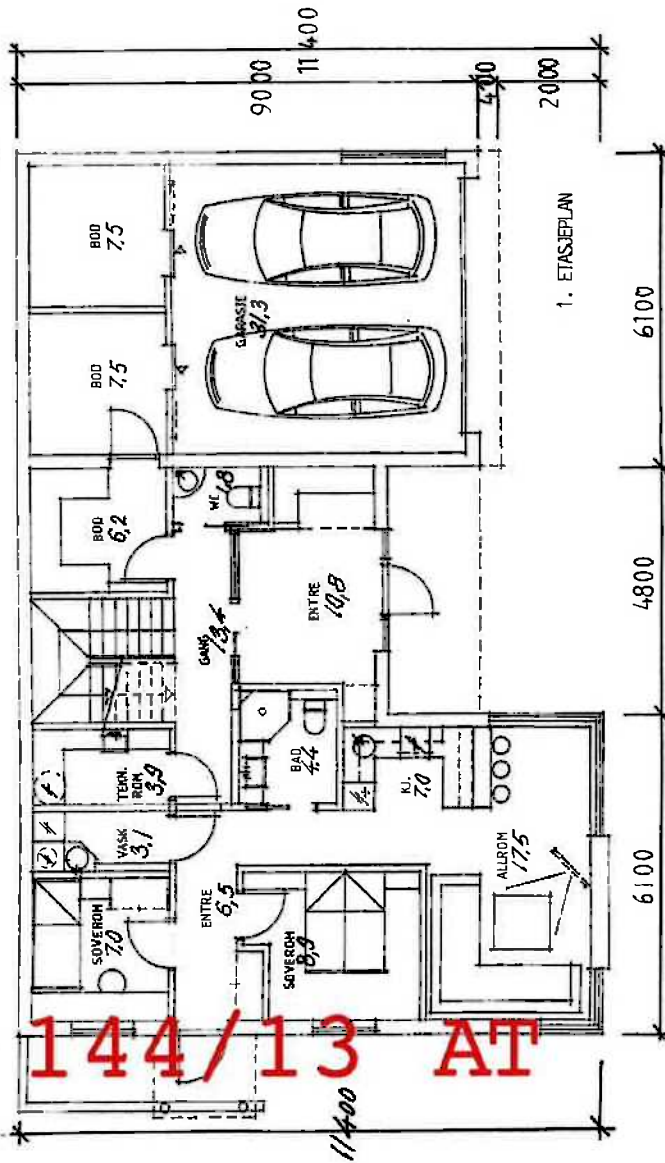 BOD
7,5
BOD
7,5
BOD
6,2
GARASJE
31,3
WC
1,8
GANG
13,4
ENTRE
10,8
TEKN.
ROM
3,9
VASK
3,1
BAD
4,4
KJ.
7,0
SOVEROM
7,0
ENTRE
6,5
SOVEROM
8,9
ALLROM
17,5
1. ETASJEPLAN
9000
400
2000
11 400
6100
4800
6100
11400
144/13 AT